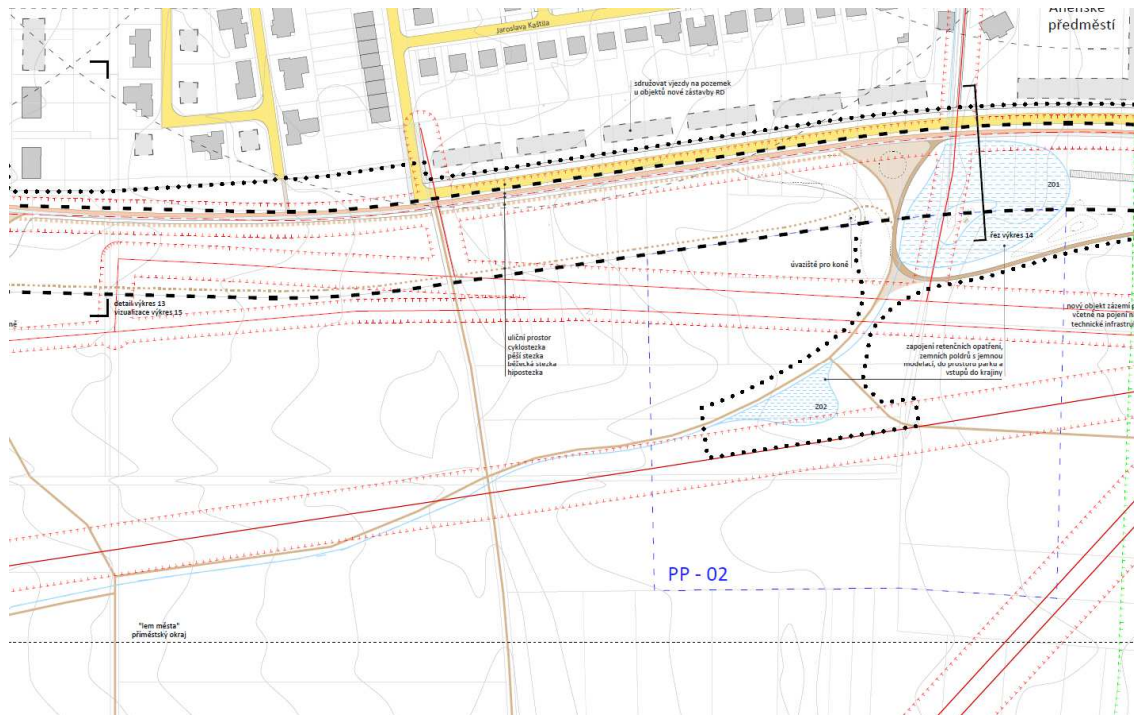 Anenské
předměstí
Jaroslava Kaštila
sdružovat vjezdy na pozemek
u objektů nové zástavby RD
Z01
řez výkres 14
úvaziště pro koně
detail výkres 13
vizualizace výkres 15
nový objekt zázemí
včetně na pojení
technické infrastru
uliční prostor
cyklostezka
pěší stezka
běžecká stezka
hipostezka
zapojení retenčních opatření,
zemních poldrů s jemnou
modelací, do prostoru parku a
vstupů do krajiny
Z02
PP - 02
"lem města"
příměstský okraj